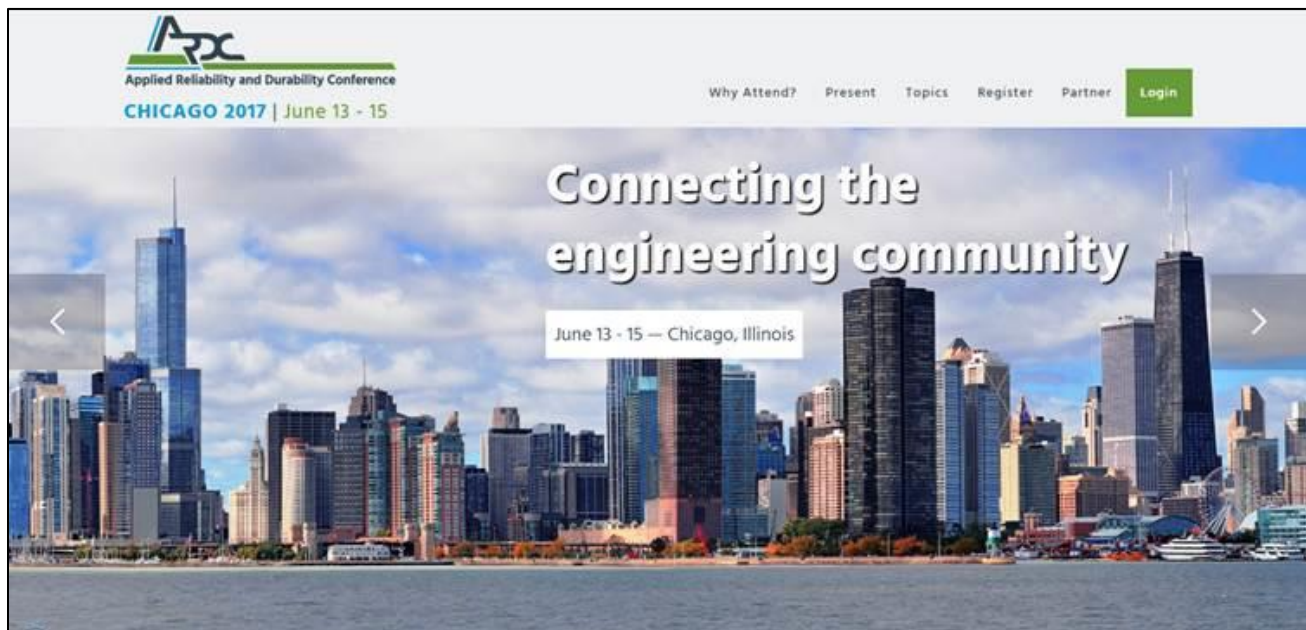 ARDC
Applied Reliability and Durability Conference
CHICAGO 2017 | June 13 - 15
Why Attend? Present Topics Register Partner Login
Connecting the
engineering community
June 13 - 15 — Chicago, Illinois